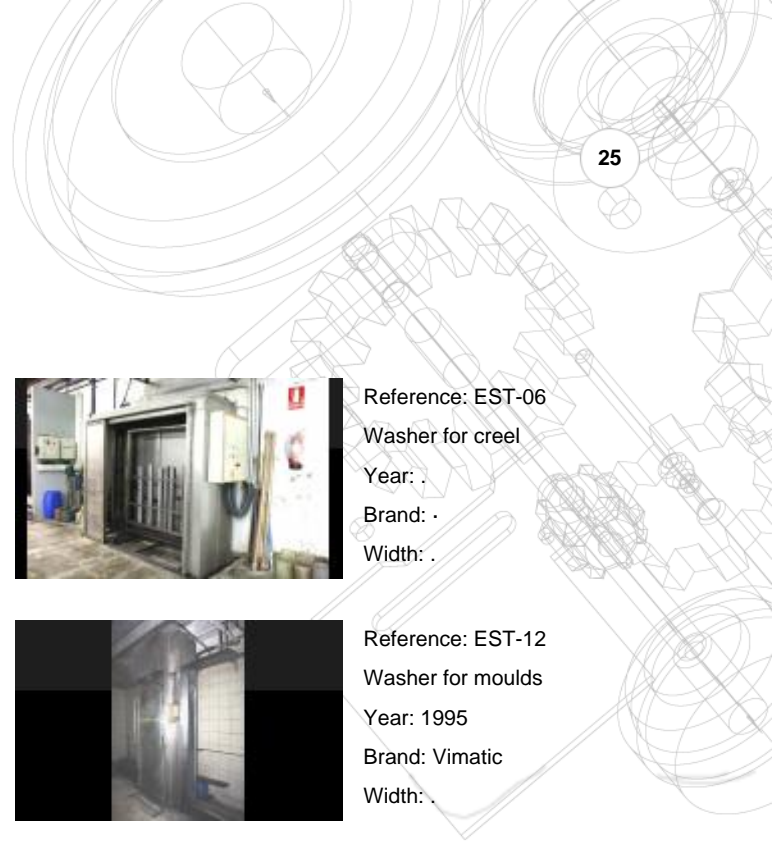 25
Reference: EST-06
Washer for creel
Year: .
Brand: .
Width: .
Reference: EST-12
Washer for moulds
Year: 1995
Brand: Vimatic
Width: .